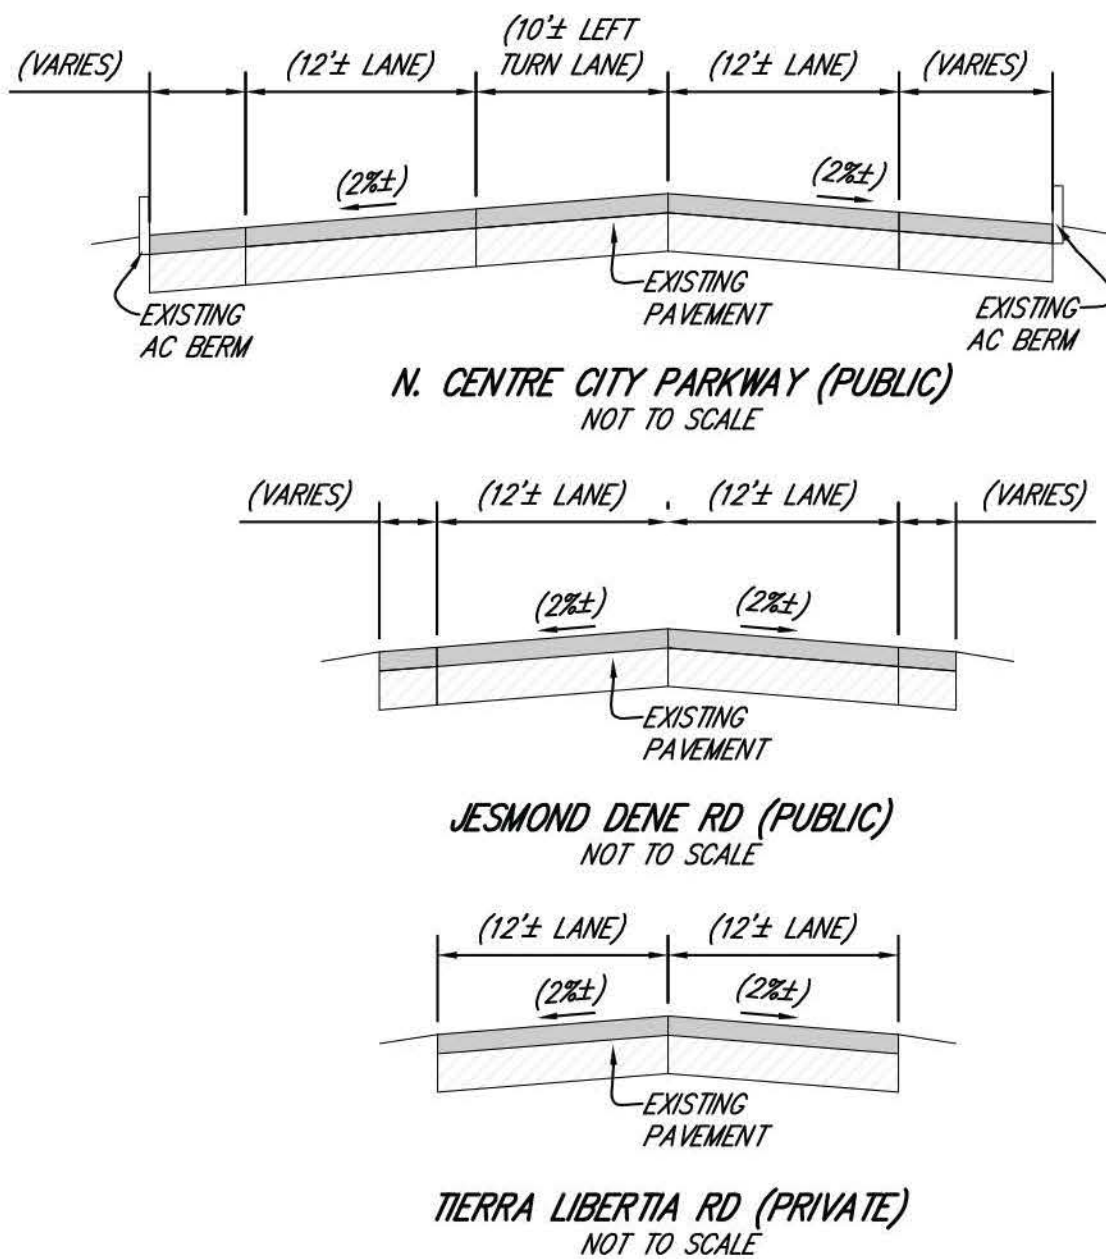 (VARIES) (12'± LANE) (10'± LEFT TURN LANE) (12'± LANE) (VARIES)
(2%±) (2%±)
EXISTING
AC BERM
EXISTING
PAVEMENT
EXISTING
AC BERM
N. CENTRE CITY PARKWAY (PUBLIC)
NOT TO SCALE
(VARIES) (12'± LANE) (12'± LANE) (VARIES)
(2%±) (2%±)
EXISTING
PAVEMENT
JESMOND DENE RD (PUBLIC)
NOT TO SCALE
(12'± LANE) (12'± LANE)
(2%±) (2%±)
EXISTING
PAVEMENT
TIERRA LIBERTIA RD (PRIVATE)
NOT TO SCALE